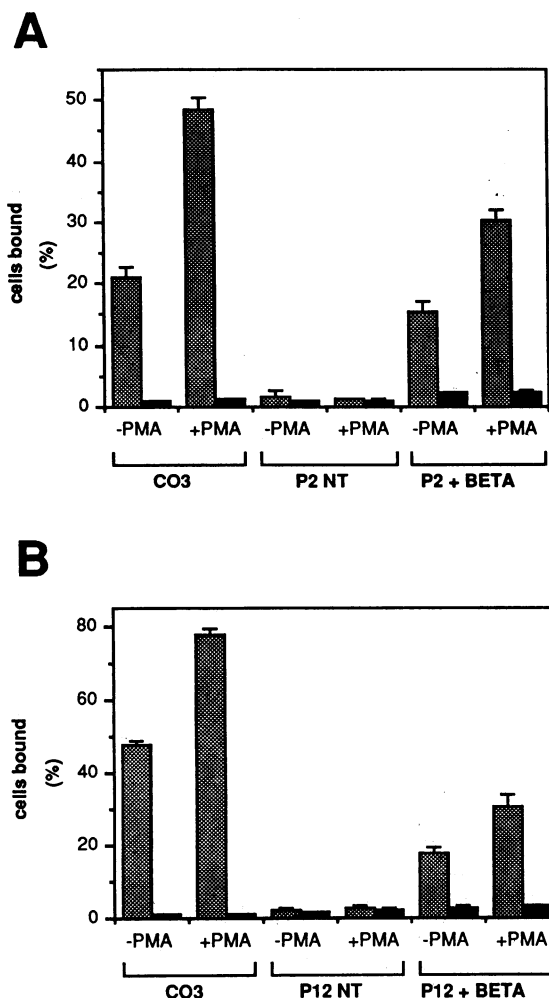 A
50
40
30
20
10
0
cells bound
(%)
-PMA +PMA -PMA +PMA -PMA +PMA
CO3 P2 NT P2 + BETA
B
80
60
40
20
0
cells bound
(%)
-PMA +PMA -PMA +PMA -PMA +PMA
CO3 P12 NT P12 + BETA